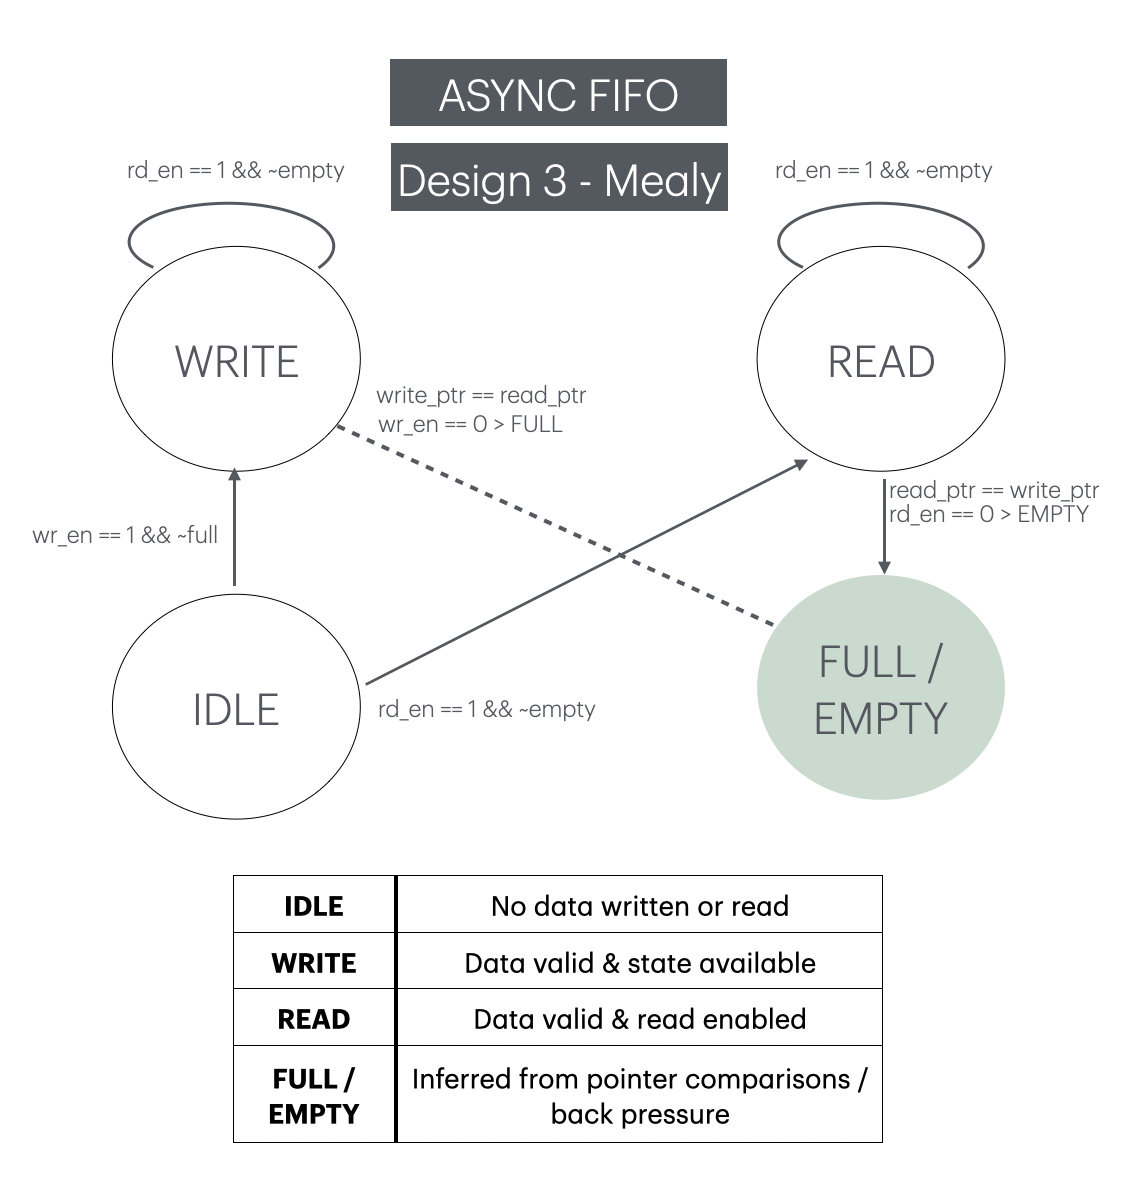 ASYNC FIFO
Design 3 - Mealy
rd_en == 1 && ~empty
rd_en == 1 && ~empty
WRITE
READ
write_ptr == read_ptr
wr_en == 0 > FULL
read_ptr == write_ptr
rd_en == 0 > EMPTY
wr_en == 1 && ~full
IDLE
rd_en == 1 && ~empty
FULL /
EMPTY
IDLE No data written or read
WRITE Data valid & state available
READ Data valid & read enabled
FULL / EMPTY Inferred from pointer comparisons / back pressure